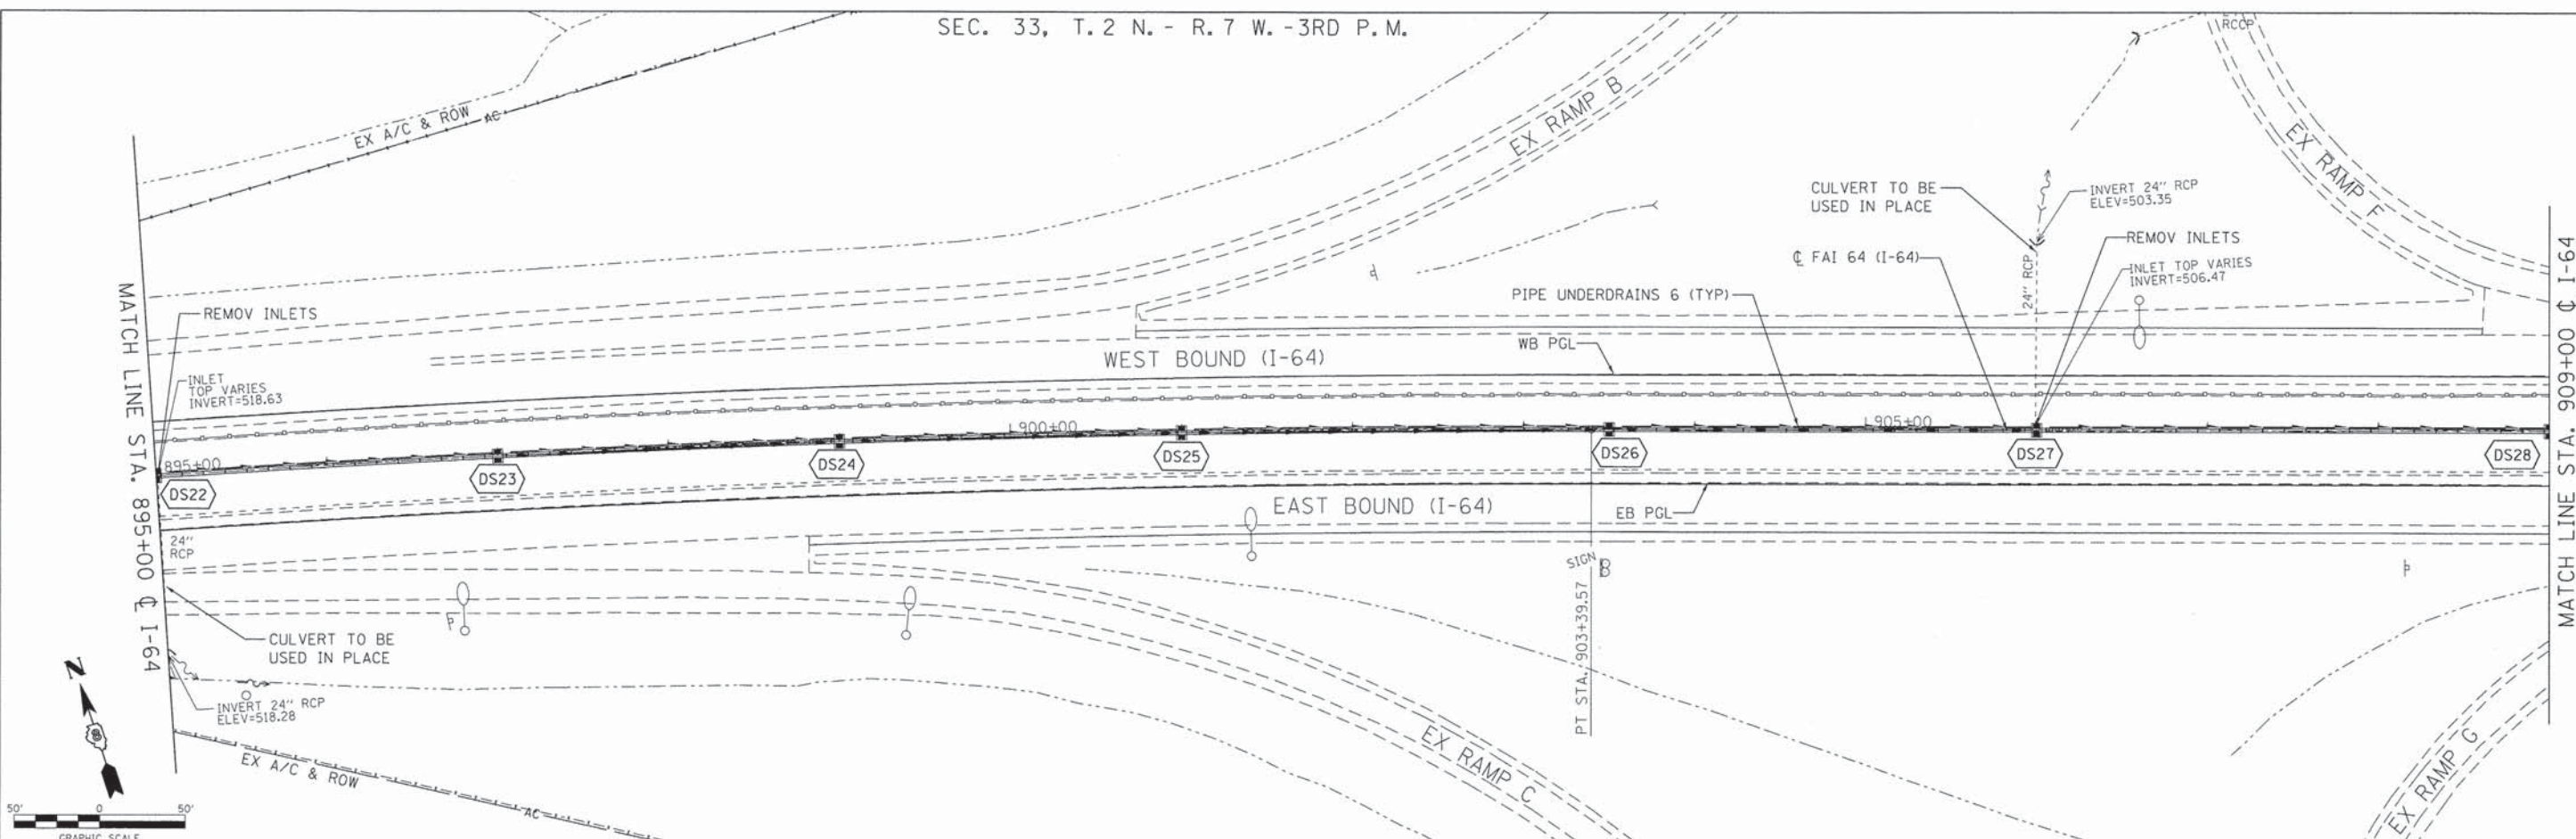 SEC. 33, T. 2 N. - R. 7 W. -3RD P. M.
RCCP
EX A/C & ROW
AC
EX RAMP B
EX RAMP F
CULVERT TO BE
USED IN PLACE
INVERT 24" RCP
ELEV=503.35
REMOV INLETS
℄ FAI 64 (I-64)
24" RCP
INLET TOP VARIES
INVERT=506.47
PIPE UNDERDRAINS 6 (TYP)
MATCH LINE STA. 895+00 ℄ I-64
REMOV INLETS
INLET
TOP VARIES
INVERT=518.63
WEST BOUND (I-64)
WB PGL
MATCH LINE STA. 909+00 ℄ I-64
895+00
900+00
905+00
DS22
DS23
DS24
DS25
DS26
DS27
DS28
EAST BOUND (I-64)
EB PGL
24"
RCP
SIGN
PT STA. 903+39.57
CULVERT TO BE
USED IN PLACE
N
INVERT 24" RCP
ELEV=518.28
EX A/C & ROW
AC
EX RAMP C
EX RAMP G
50' 0 50'
GRAPHIC SCALE